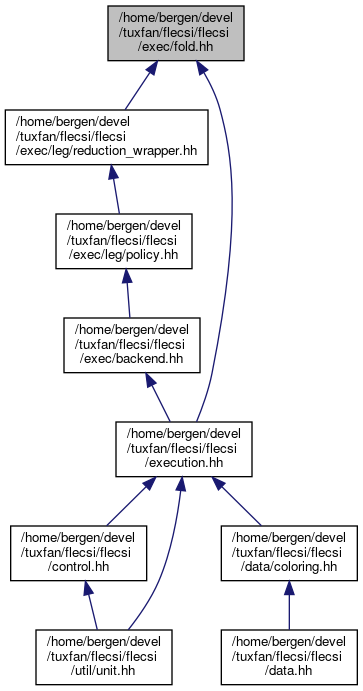 /home/bergen/devel
/tuxfan/flecsi/flecsi
/exec/fold.hh
/home/bergen/devel
/tuxfan/flecsi/flecsi
/exec/leg/reduction_wrapper.hh
/home/bergen/devel
/tuxfan/flecsi/flecsi
/exec/leg/policy.hh
/home/bergen/devel
/tuxfan/flecsi/flecsi
/exec/backend.hh
/home/bergen/devel
/tuxfan/flecsi/flecsi
/execution.hh
/home/bergen/devel
/tuxfan/flecsi/flecsi
/control.hh
/home/bergen/devel
/tuxfan/flecsi/flecsi
/data/coloring.hh
/home/bergen/devel
/tuxfan/flecsi/flecsi
/util/unit.hh
/home/bergen/devel
/tuxfan/flecsi/flecsi
/data.hh